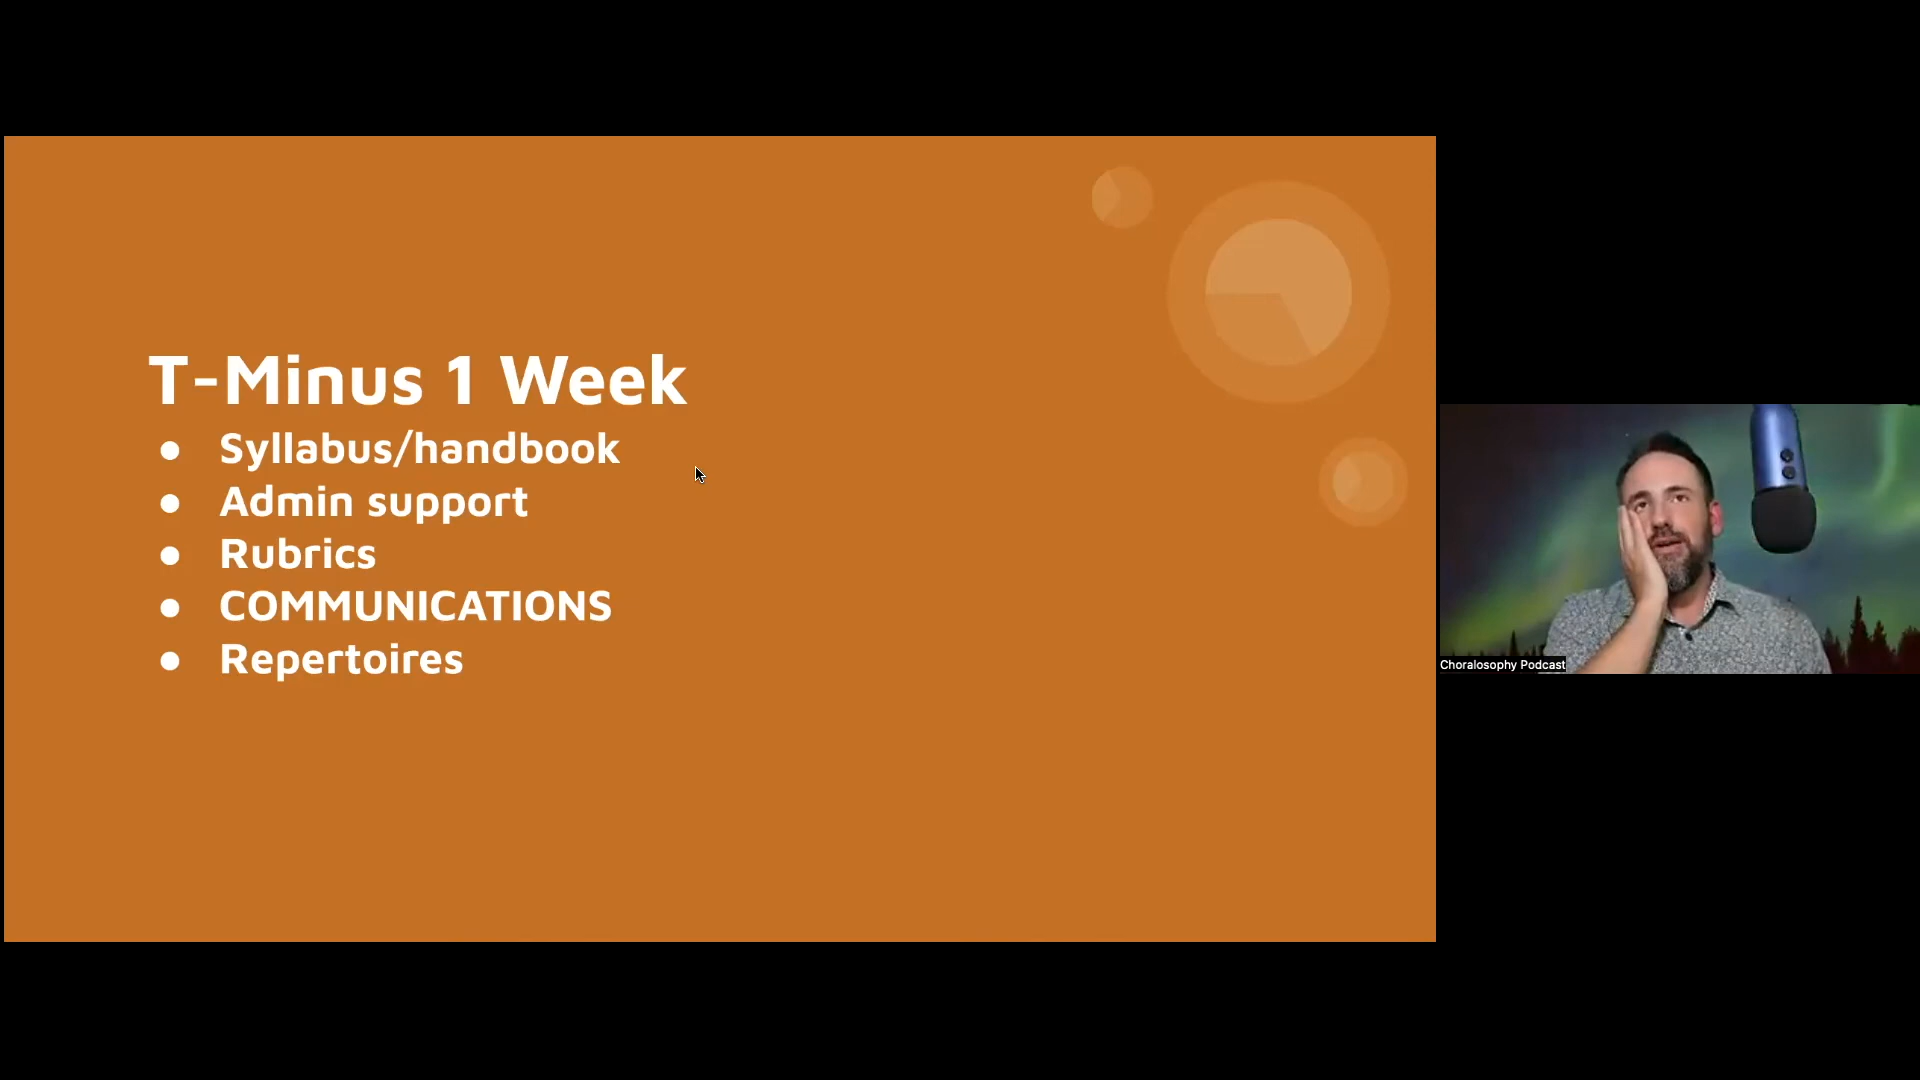 T-Minus 1 Week
● Syllabus/handbook
● Admin support
● Rubrics
● COMMUNICATIONS
● Repertoires
Choralosophy Podcast